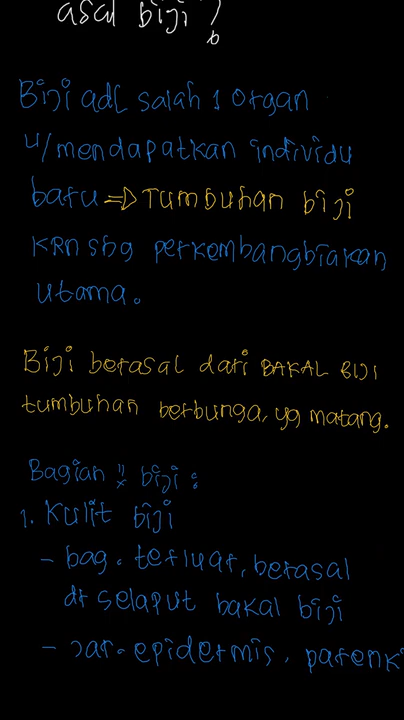 asal biji ?
Biji adl salah 1 organ
u/ mendapatkan individu
baru => Tumbuhan biji
KRN sbg perkembangbiakan
utama.
Biji berasal dari BAKAL BIJI
tumbuhan berbunga, yg matang.
Bagian" biji :
1. Kulit biji
- bag. terluar, berasal
dr selaput bakal biji
- Jar. epidermis, parenk